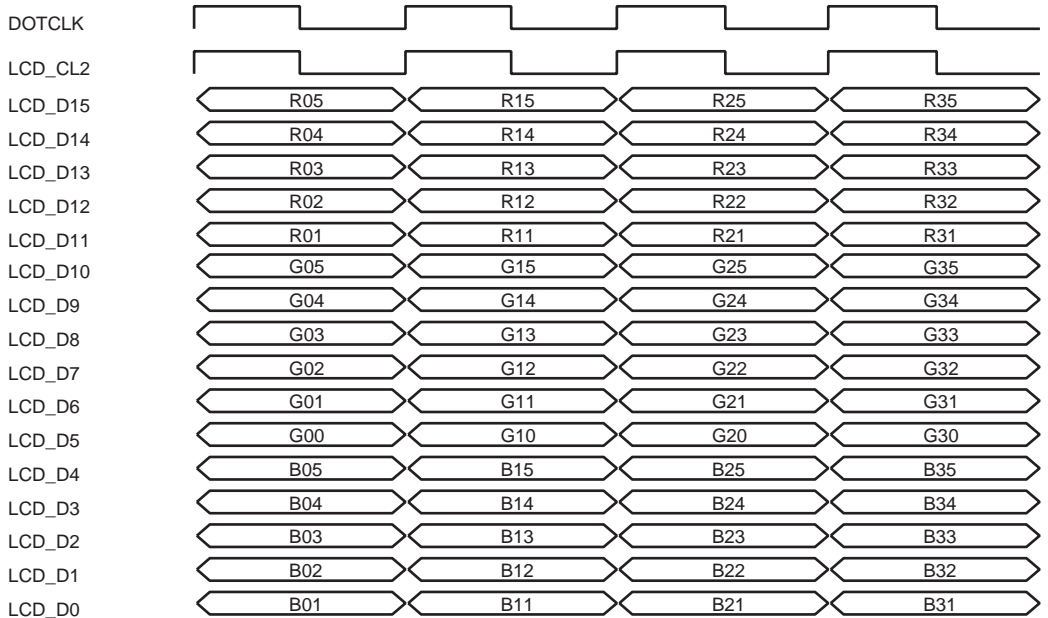 DOTCLK
LCD_CL2
LCD_D15 R05 R15 R25 R35
LCD_D14 R04 R14 R24 R34
LCD_D13 R03 R13 R23 R33
LCD_D12 R02 R12 R22 R32
LCD_D11 R01 R11 R21 R31
LCD_D10 G05 G15 G25 G35
LCD_D9 G04 G14 G24 G34
LCD_D8 G03 G13 G23 G33
LCD_D7 G02 G12 G22 G32
LCD_D6 G01 G11 G21 G31
LCD_D5 G00 G10 G20 G30
LCD_D4 B05 B15 B25 B35
LCD_D3 B04 B14 B24 B34
LCD_D2 B03 B13 B23 B33
LCD_D1 B02 B12 B22 B32
LCD_D0 B01 B11 B21 B31